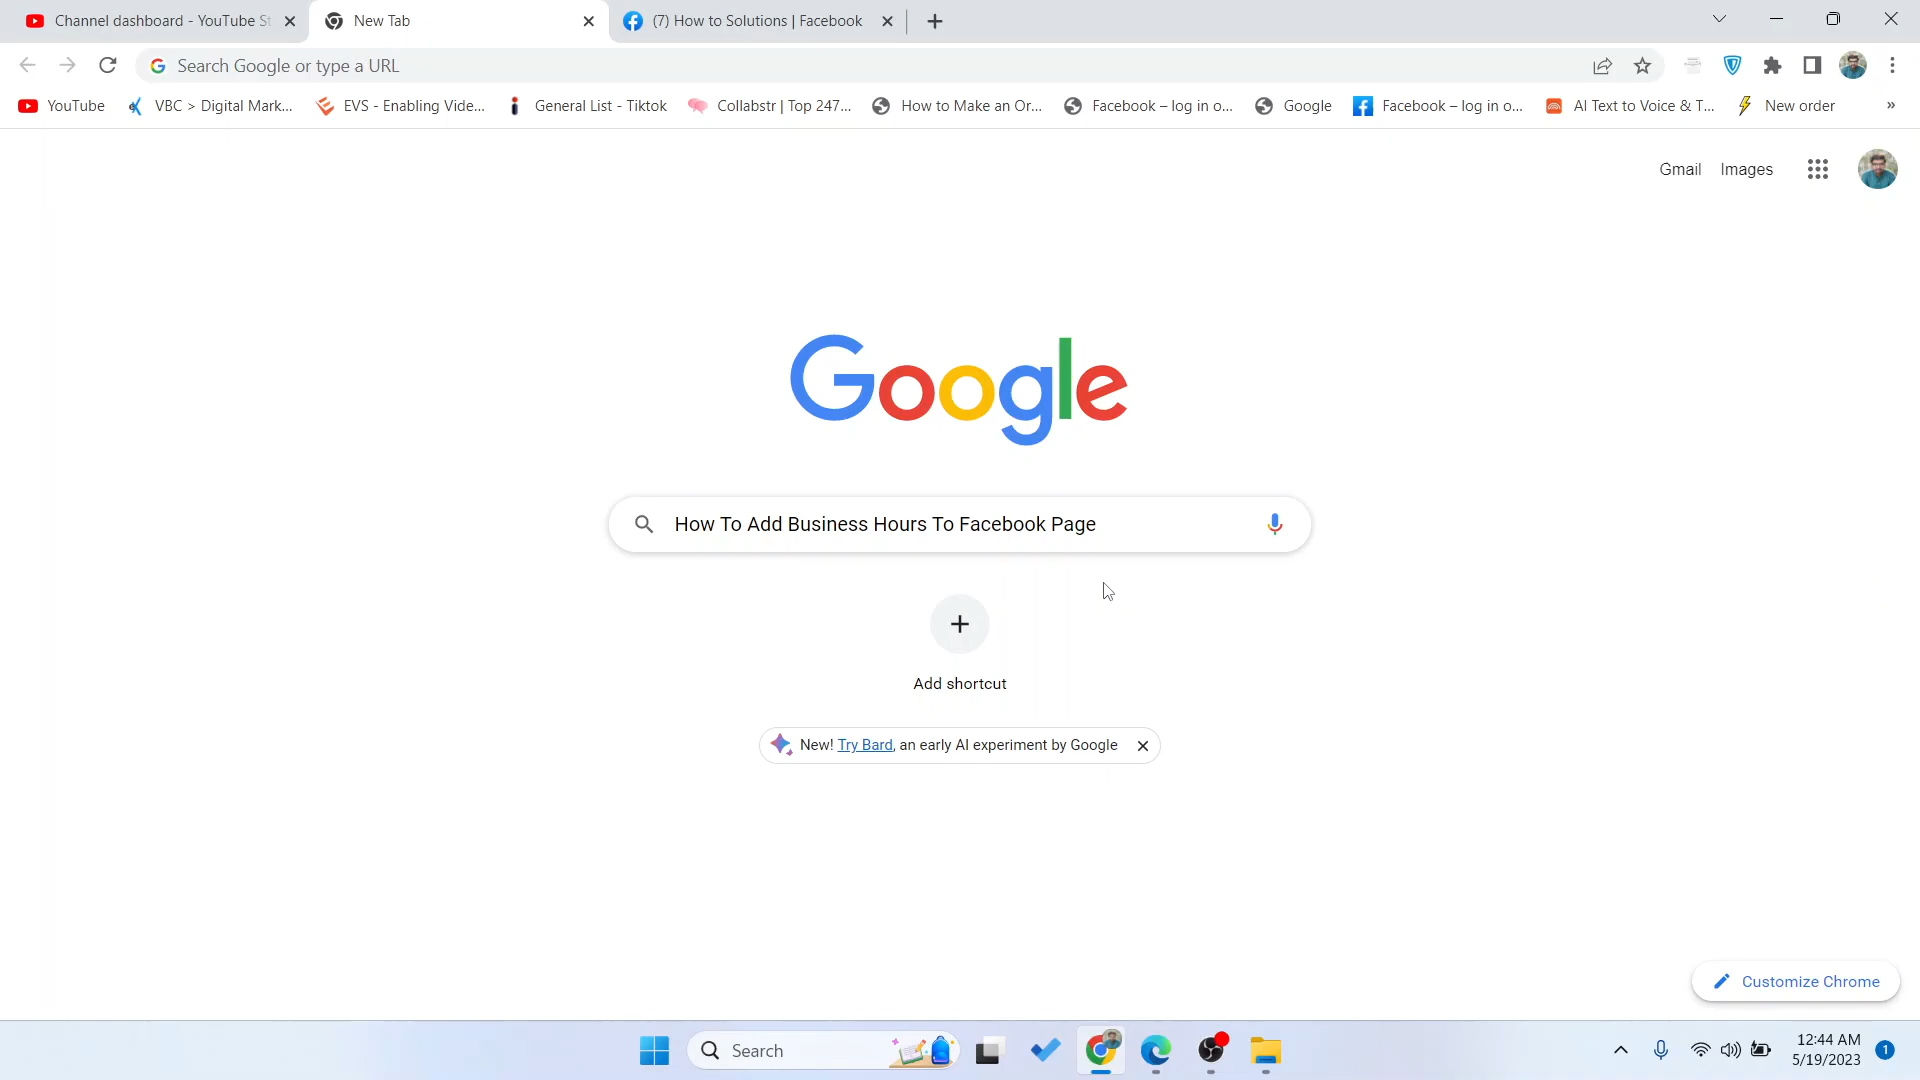 Channel dashboard - YouTube St
New Tab
(7) How to Solutions | Facebook
Search Google or type a URL
YouTube
VBC > Digital Mark...
EVS - Enabling Vide...
General List - Tiktok
Collabstr | Top 247...
How to Make an Or...
Facebook – log in o...
Google
Facebook – log in o...
AI Text to Voice & T...
New order
»
Gmail
Images
Google
How To Add Business Hours To Facebook Page
Add shortcut
New! Try Bard, an early AI experiment by Google
Customize Chrome
Search
12:44 AM
5/19/2023
1